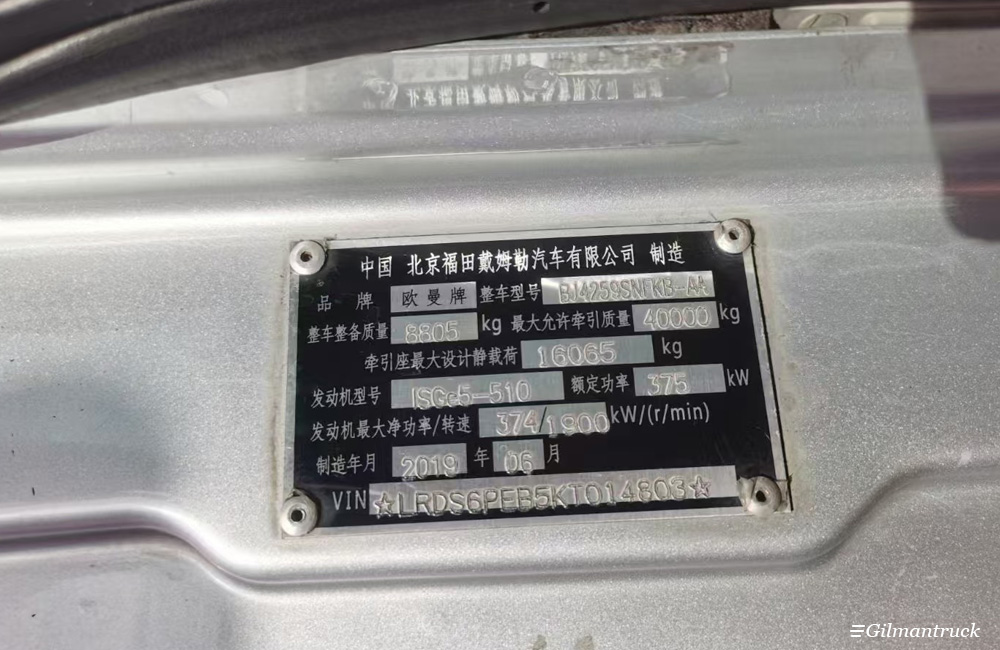 中国 北京福田戴姆勒汽车有限公司 制造
品牌 欧曼牌 整车型号 BJ4259SNFKB-AA
整车整备质量 8805 kg 最大允许牵引质量 40000 kg
牵引座最大设计静载荷 16065 kg
发动机型号 ISGe5-510 额定功率 375 kW
发动机最大净功率/转速 374/1900 kW/(r/min)
制造年月 2019 年 06 月
VIN ☆LRDS6PEB5KT014803☆
Gilmantruck